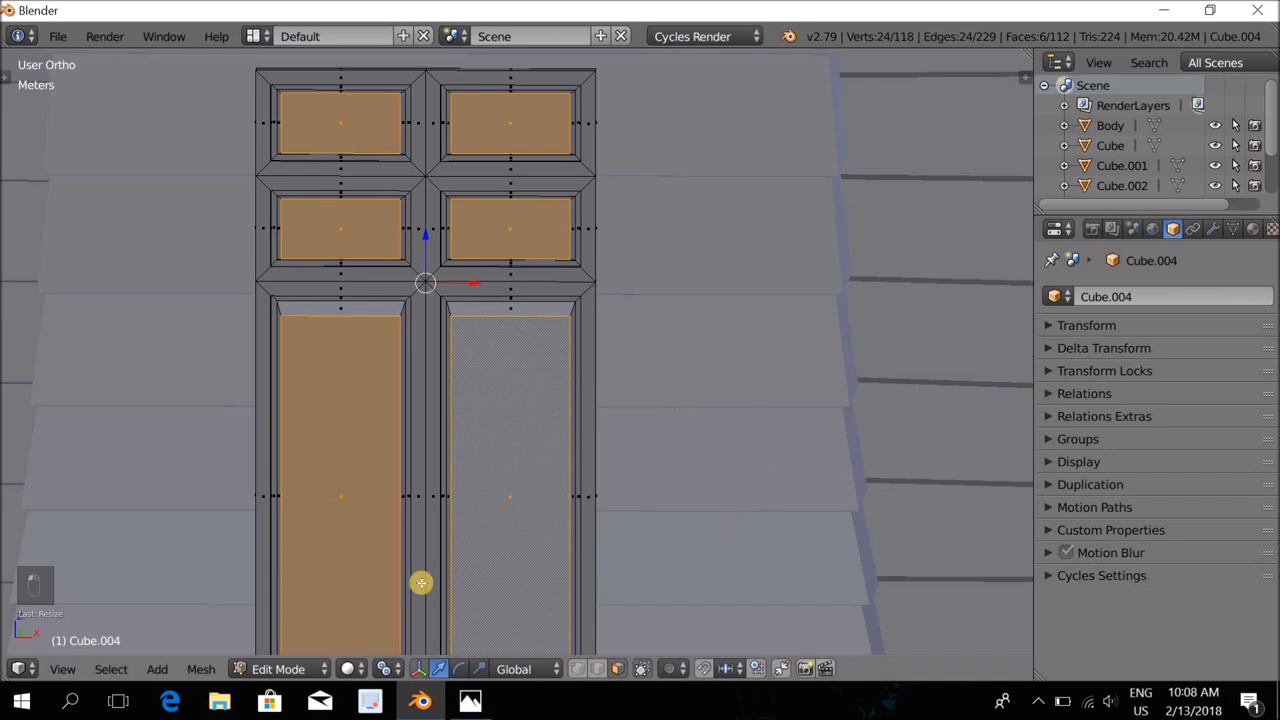 Blender
File Render Window Help Default Scene Cycles Render v2.79 | Verts:24/118 | Edges:24/229 | Faces:6/112 | Tris:224 | Mem:20.42M | Cube.004
User Ortho
Meters
View Search All Scenes
Scene
RenderLayers
Body
Cube
Cube.001
Cube.002
Cube.004
Cube.004
Transform
Delta Transform
Transform Locks
Relations
Relations Extras
Groups
Display
Duplication
Motion Paths
Custom Properties
Motion Blur
Cycles Settings
Last: Resize
(1) Cube.004
View Select Add Mesh Edit Mode Global
ENG
US
10:08 AM
2/13/2018